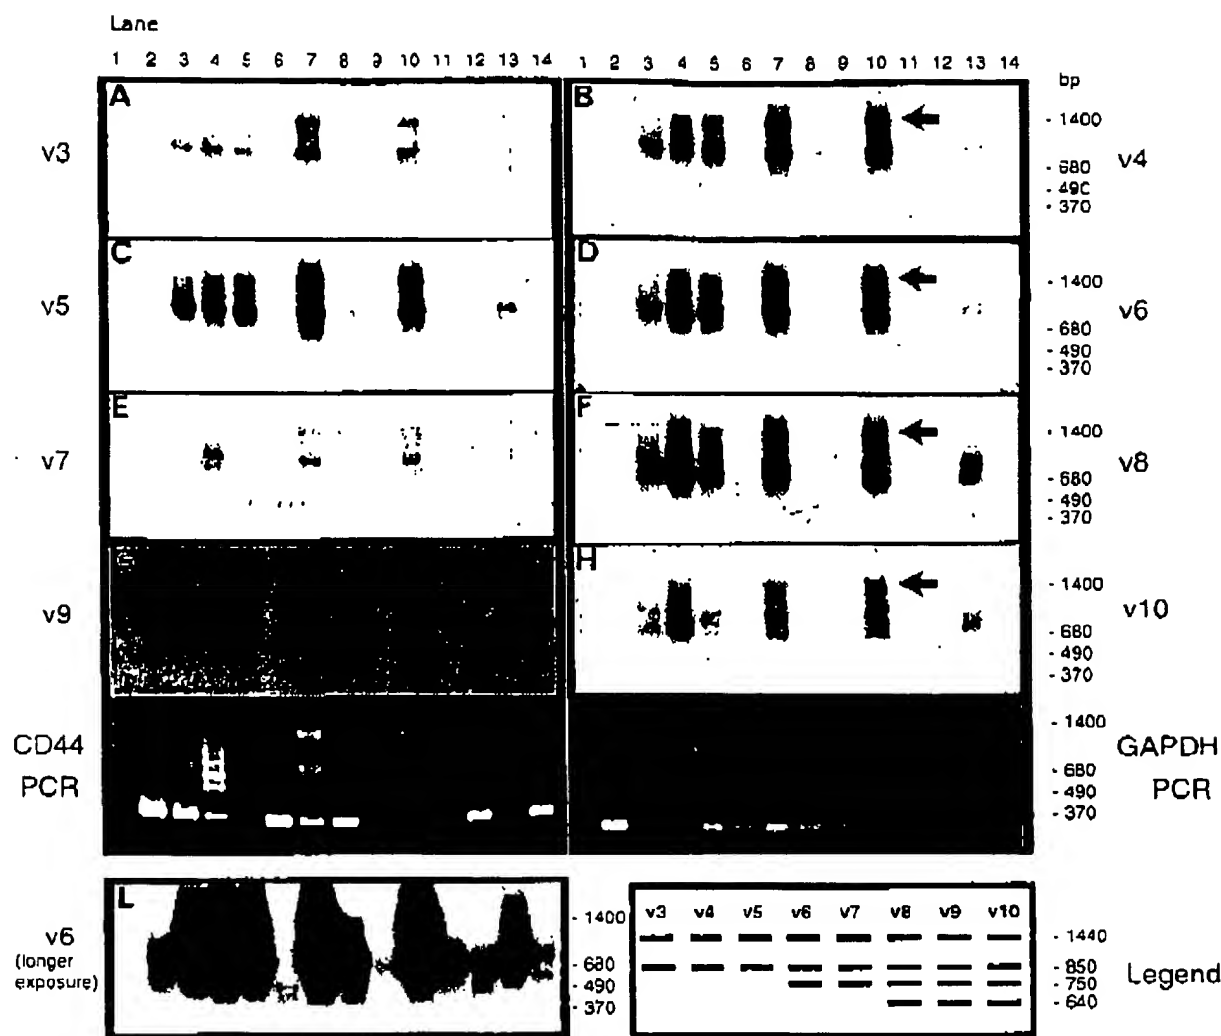 Lane
1 2 3 4 5 6 7 8 9 10 11 12 13 14 1 2 3 4 5 6 7 8 9 10 11 12 13 14
bp
A
B
v3
v4
- 1400
- 680
- 490
- 370
C
D
v5
v6
- 1400
- 680
- 490
- 370
E
F
v7
v8
- 1400
- 680
- 490
- 370
G
H
v9
v10
- 1400
- 680
- 490
- 370
CD44
PCR
GAPDH
PCR
- 1400
- 680
- 490
- 370
L
v6
(longer
exposure)
- 1400
- 680
- 490
- 370
v3 v4 v5 v6 v7 v8 v9 v10
- 1440
- 850
- 750
- 640
Legend